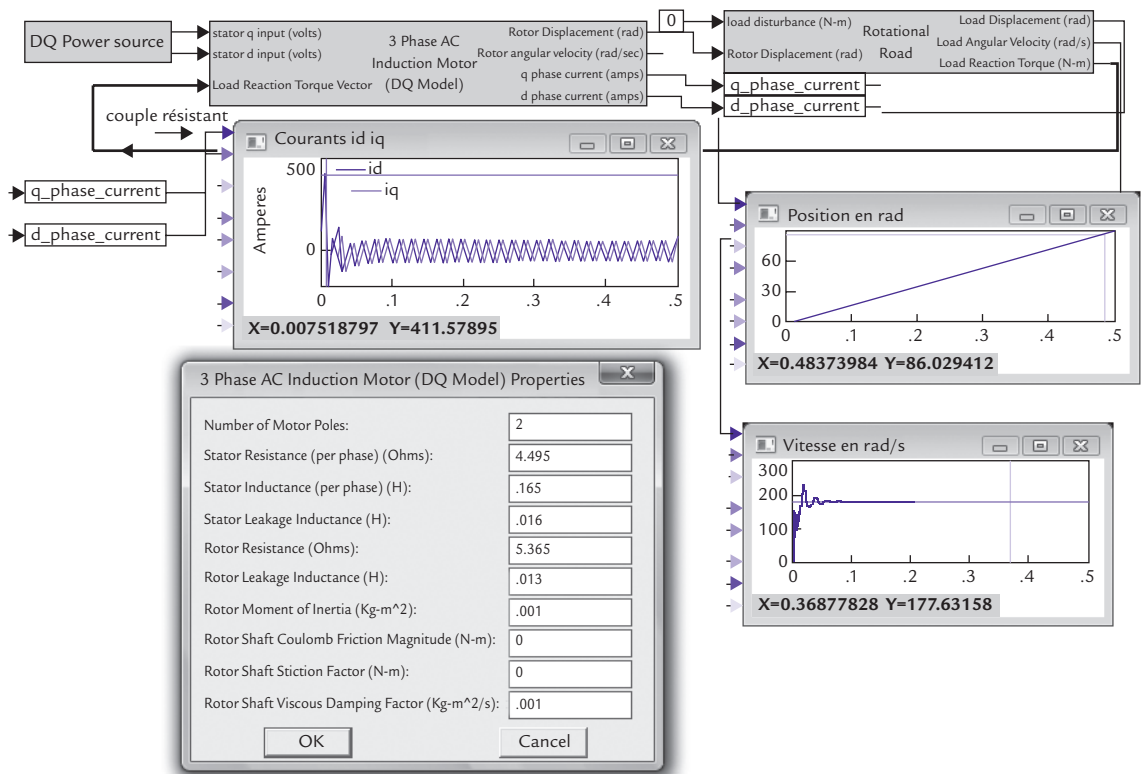 DQ Power source
stator q input (volts)
stator d input (volts)
Load Reaction Torque Vector
3 Phase AC
Induction Motor
(DQ Model)
Rotor Displacement (rad)
Rotor angular velocity (rad/sec)
q phase current (amps)
d phase current (amps)
0
load disturbance (N-m)
Rotor Displacement (rad)
Rotational
Road
Load Displacement (rad)
Load Angular Velocity (rad/s)
Load Reaction Torque (N-m)
q_phase_current
d_phase_current
couple résistant
q_phase_current
d_phase_current
Courants id iq
Amperes
500
0
id
iq
0 .1 .2 .3 .4 .5
X=0.007518797 Y=411.57895
Position en rad
60
30
0
0 .1 .2 .3 .4 .5
X=0.48373984 Y=86.029412
Vitesse en rad/s
300
200
100
0
0 .1 .2 .3 .4 .5
X=0.36877828 Y=177.63158
3 Phase AC Induction Motor (DQ Model) Properties
Number of Motor Poles: 2
Stator Resistance (per phase) (Ohms): 4.495
Stator Inductance (per phase) (H): .165
Stator Leakage Inductance (H): .016
Rotor Resistance (Ohms): 5.365
Rotor Leakage Inductance (H): .013
Rotor Moment of Inertia (Kg-m^2): .001
Rotor Shaft Coulomb Friction Magnitude (N-m): 0
Rotor Shaft Stiction Factor (N-m): 0
Rotor Shaft Viscous Damping Factor (Kg-m^2/s): .001
OK Cancel